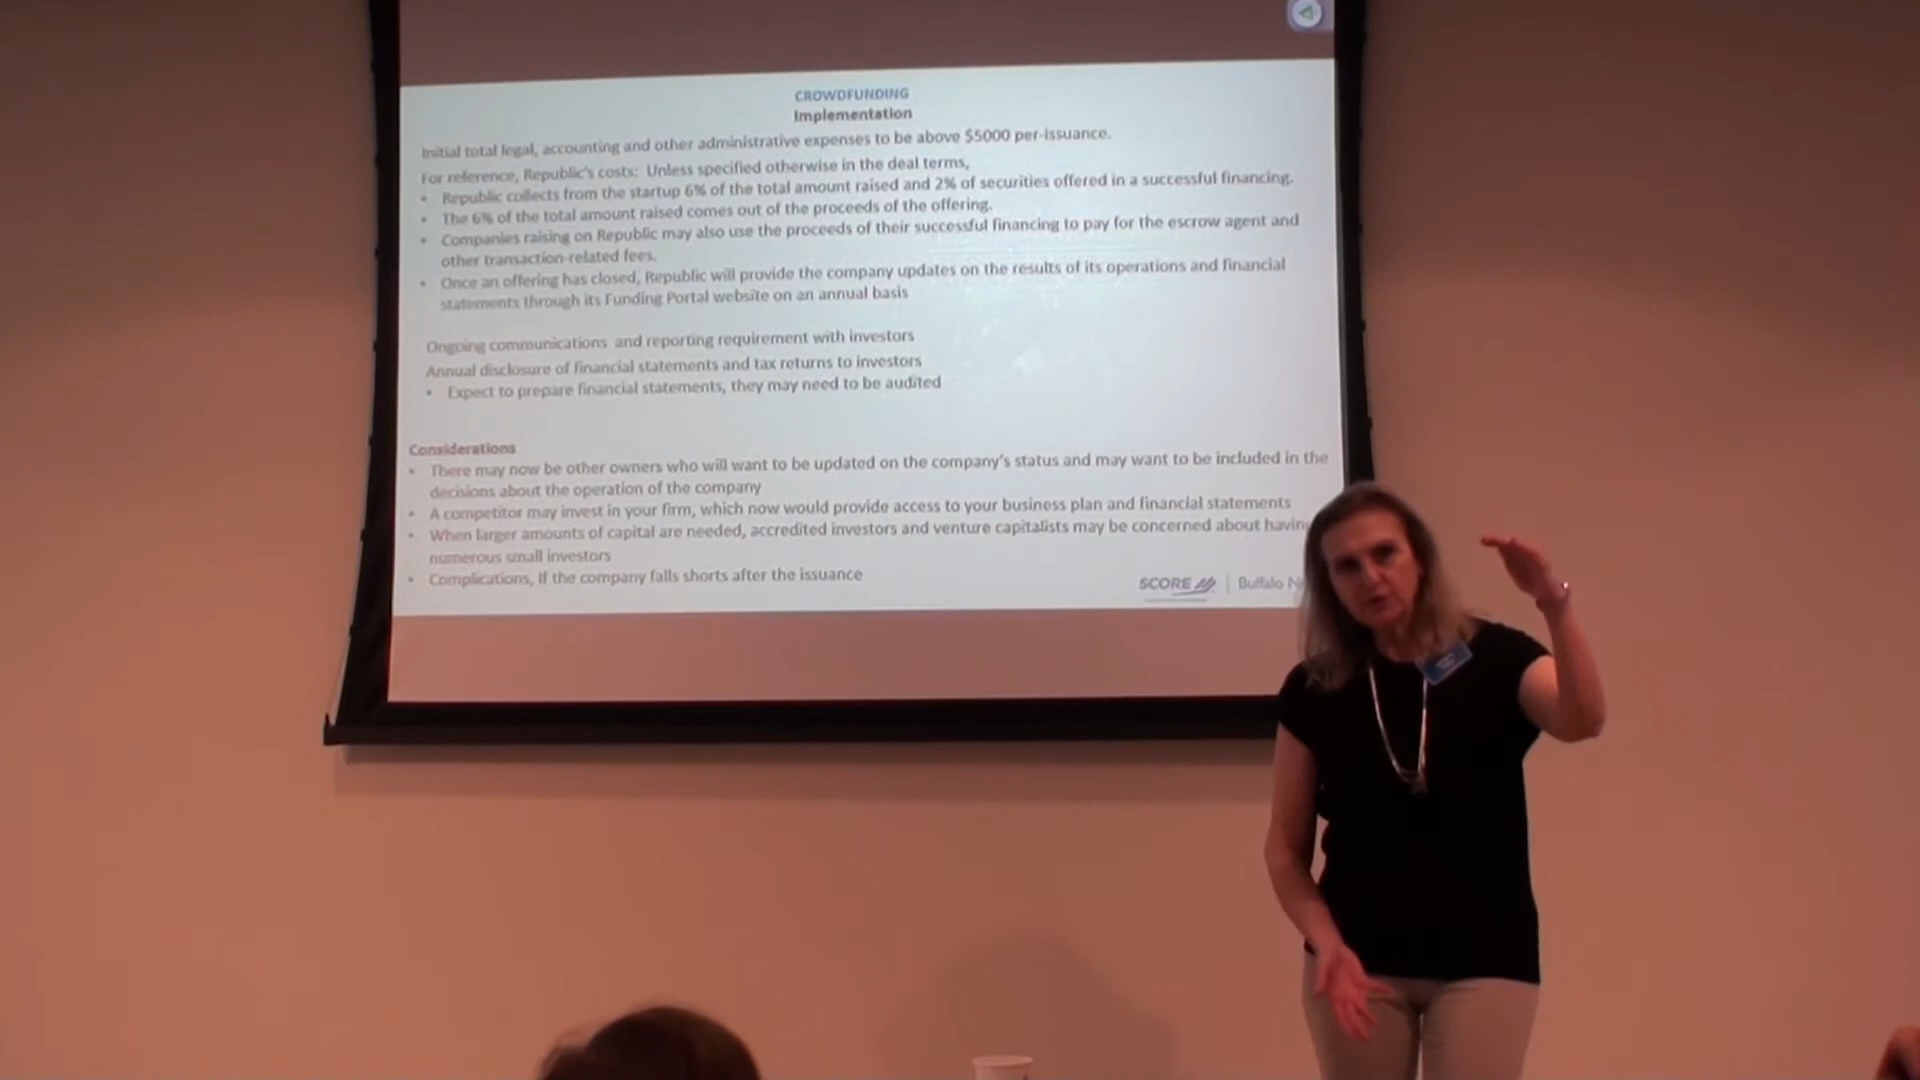 CROWDFUNDING
Implementation
Initial total legal, accounting and other administrative expenses to be above $5000 per-issuance.
For reference, Republic's costs: Unless specified otherwise in the deal terms,
• Republic collects from the startup 6% of the total amount raised and 2% of securities offered in a successful financing.
• The 6% of the total amount raised comes out of the proceeds of the offering.
• Companies raising on Republic may also use the proceeds of their successful financing to pay for the escrow agent and
other transaction-related fees.
• Once an offering has closed, Republic will provide the company updates on the results of its operations and financial
statements through its Funding Portal website on an annual basis
Ongoing communications and reporting requirement with investors
Annual disclosure of financial statements and tax returns to investors
• Expect to prepare financial statements, they may need to be audited
Considerations
• There may now be other owners who will want to be updated on the company's status and may want to be included in the
decisions about the operation of the company
• A competitor may invest in your firm, which now would provide access to your business plan and financial statements
• When larger amounts of capital are needed, accredited investors and venture capitalists may be concerned about having
numerous small investors
• Complications, If the company falls shorts after the issuance
SCORE | Buffalo